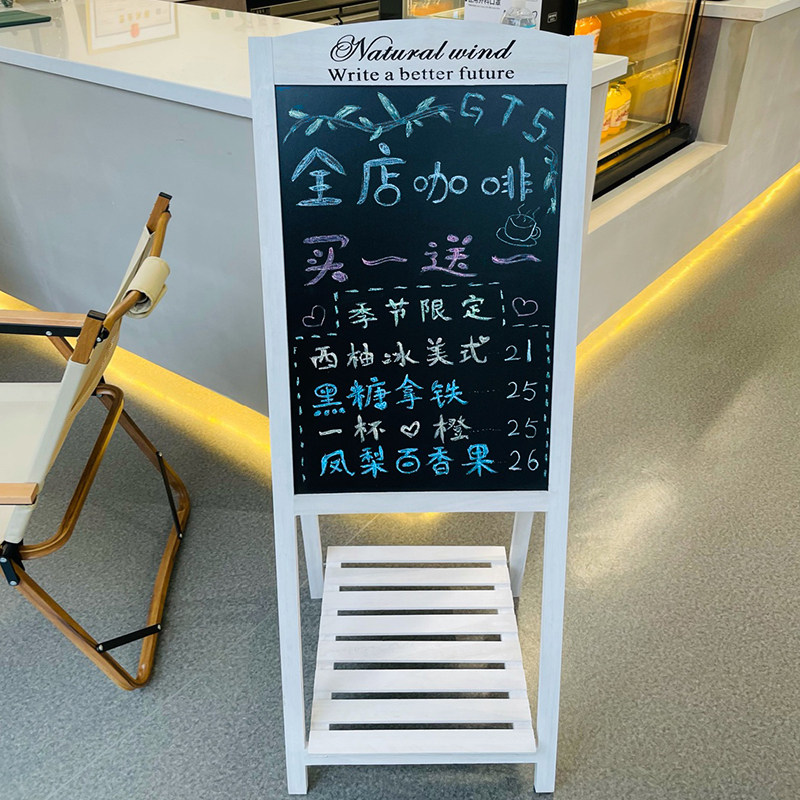 Natural wind
Write a better future
GTS
全店咖啡
买一送一
季节限定
西柚冰美式 21
黑糖拿铁 25
一杯♡橙 25
凤梨百香果 26